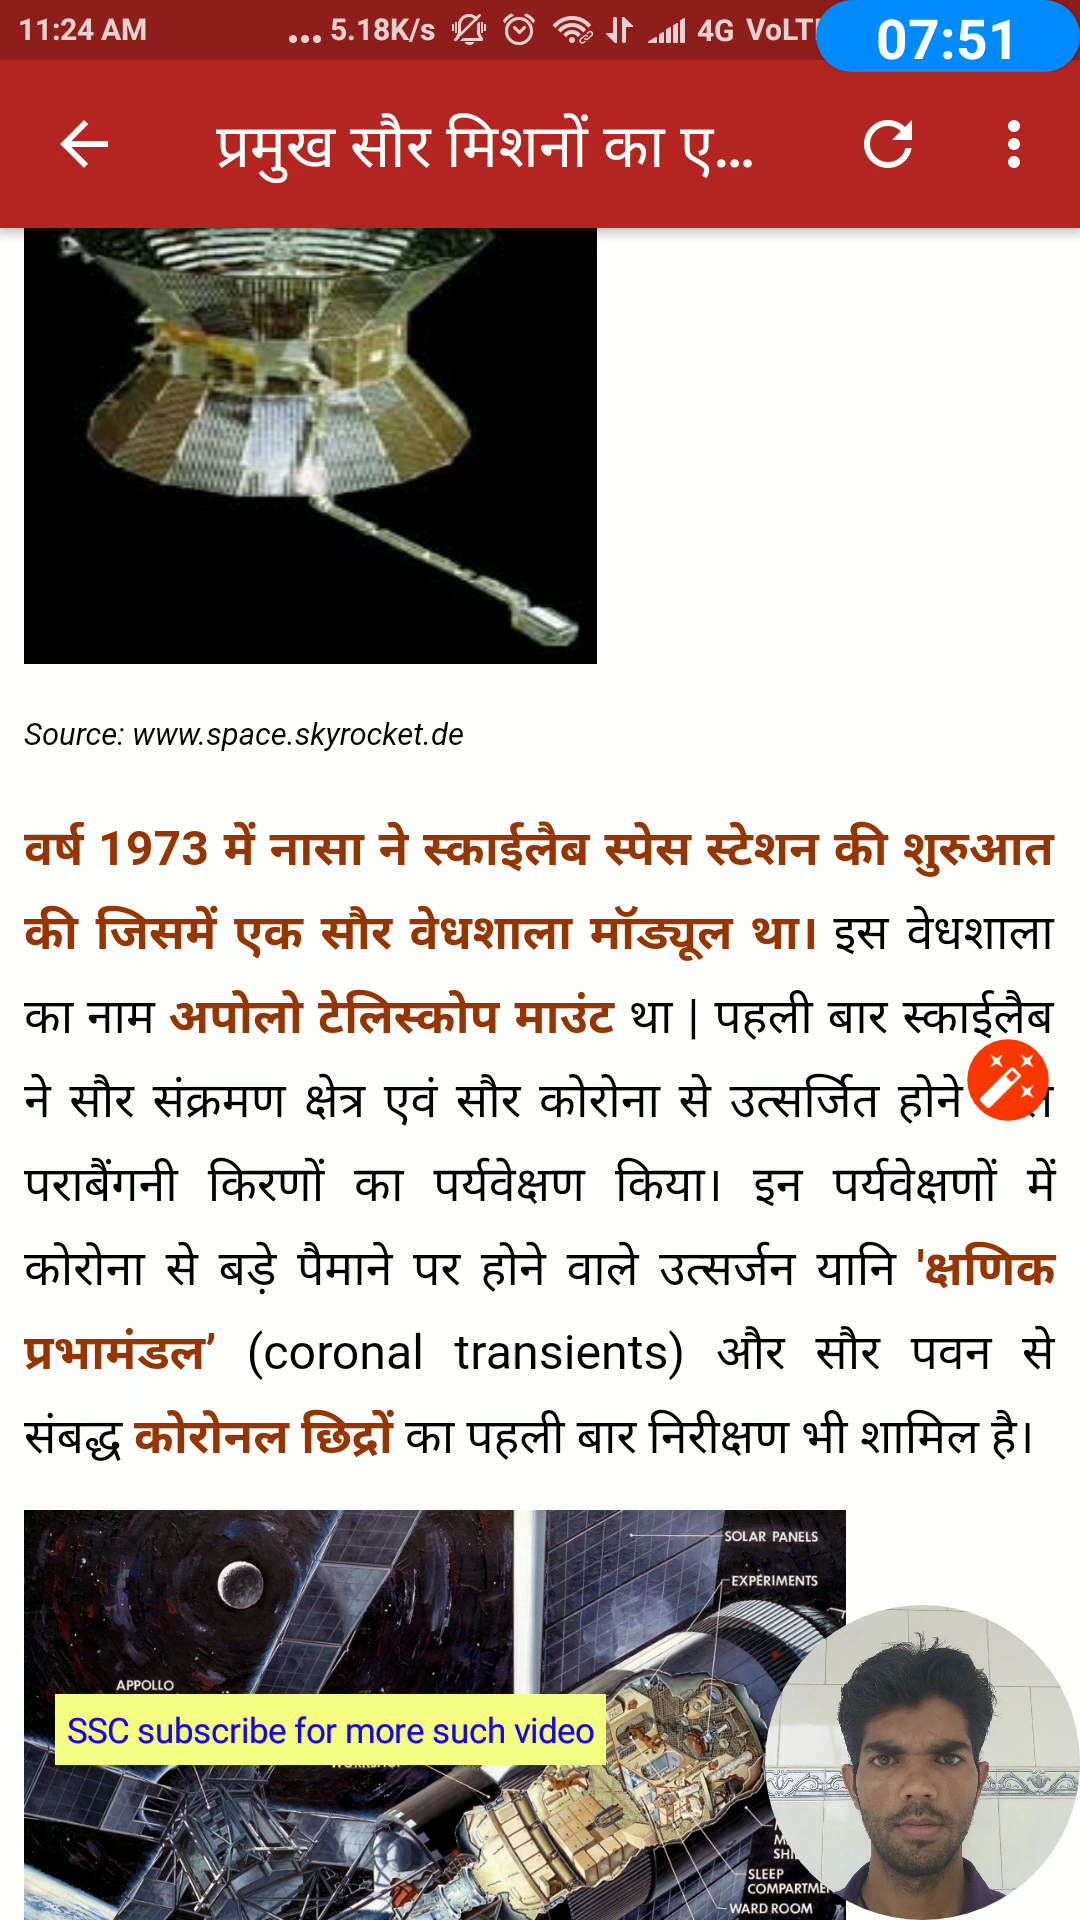 11:24 AM
... 5.18K/s 4G VoLT
07:51
प्रमुख सौर मिशनों का ए...
Source: www.space.skyrocket.de
वर्ष 1973 में नासा ने स्काईलैब स्पेस स्टेशन की शुरुआत
की जिसमें एक सौर वेधशाला मॉड्यूल था। इस वेधशाला
का नाम अपोलो टेलिस्कोप माउंट था | पहली बार स्काईलैब
ने सौर संक्रमण क्षेत्र एवं सौर कोरोना से उत्सर्जित होने
पराबैंगनी किरणों का पर्यवेक्षण किया। इन पर्यवेक्षणों में
कोरोना से बड़े पैमाने पर होने वाले उत्सर्जन यानि 'क्षणिक
प्रभामंडल’ (coronal transients) और सौर पवन से
संबद्ध कोरोनल छिद्रों का पहली बार निरीक्षण भी शामिल है।
SOLAR PANELS
EXPERIMENTS
APPOLLO
SSC subscribe for more such video
SLEEP
COMPARTME
WARD ROOM